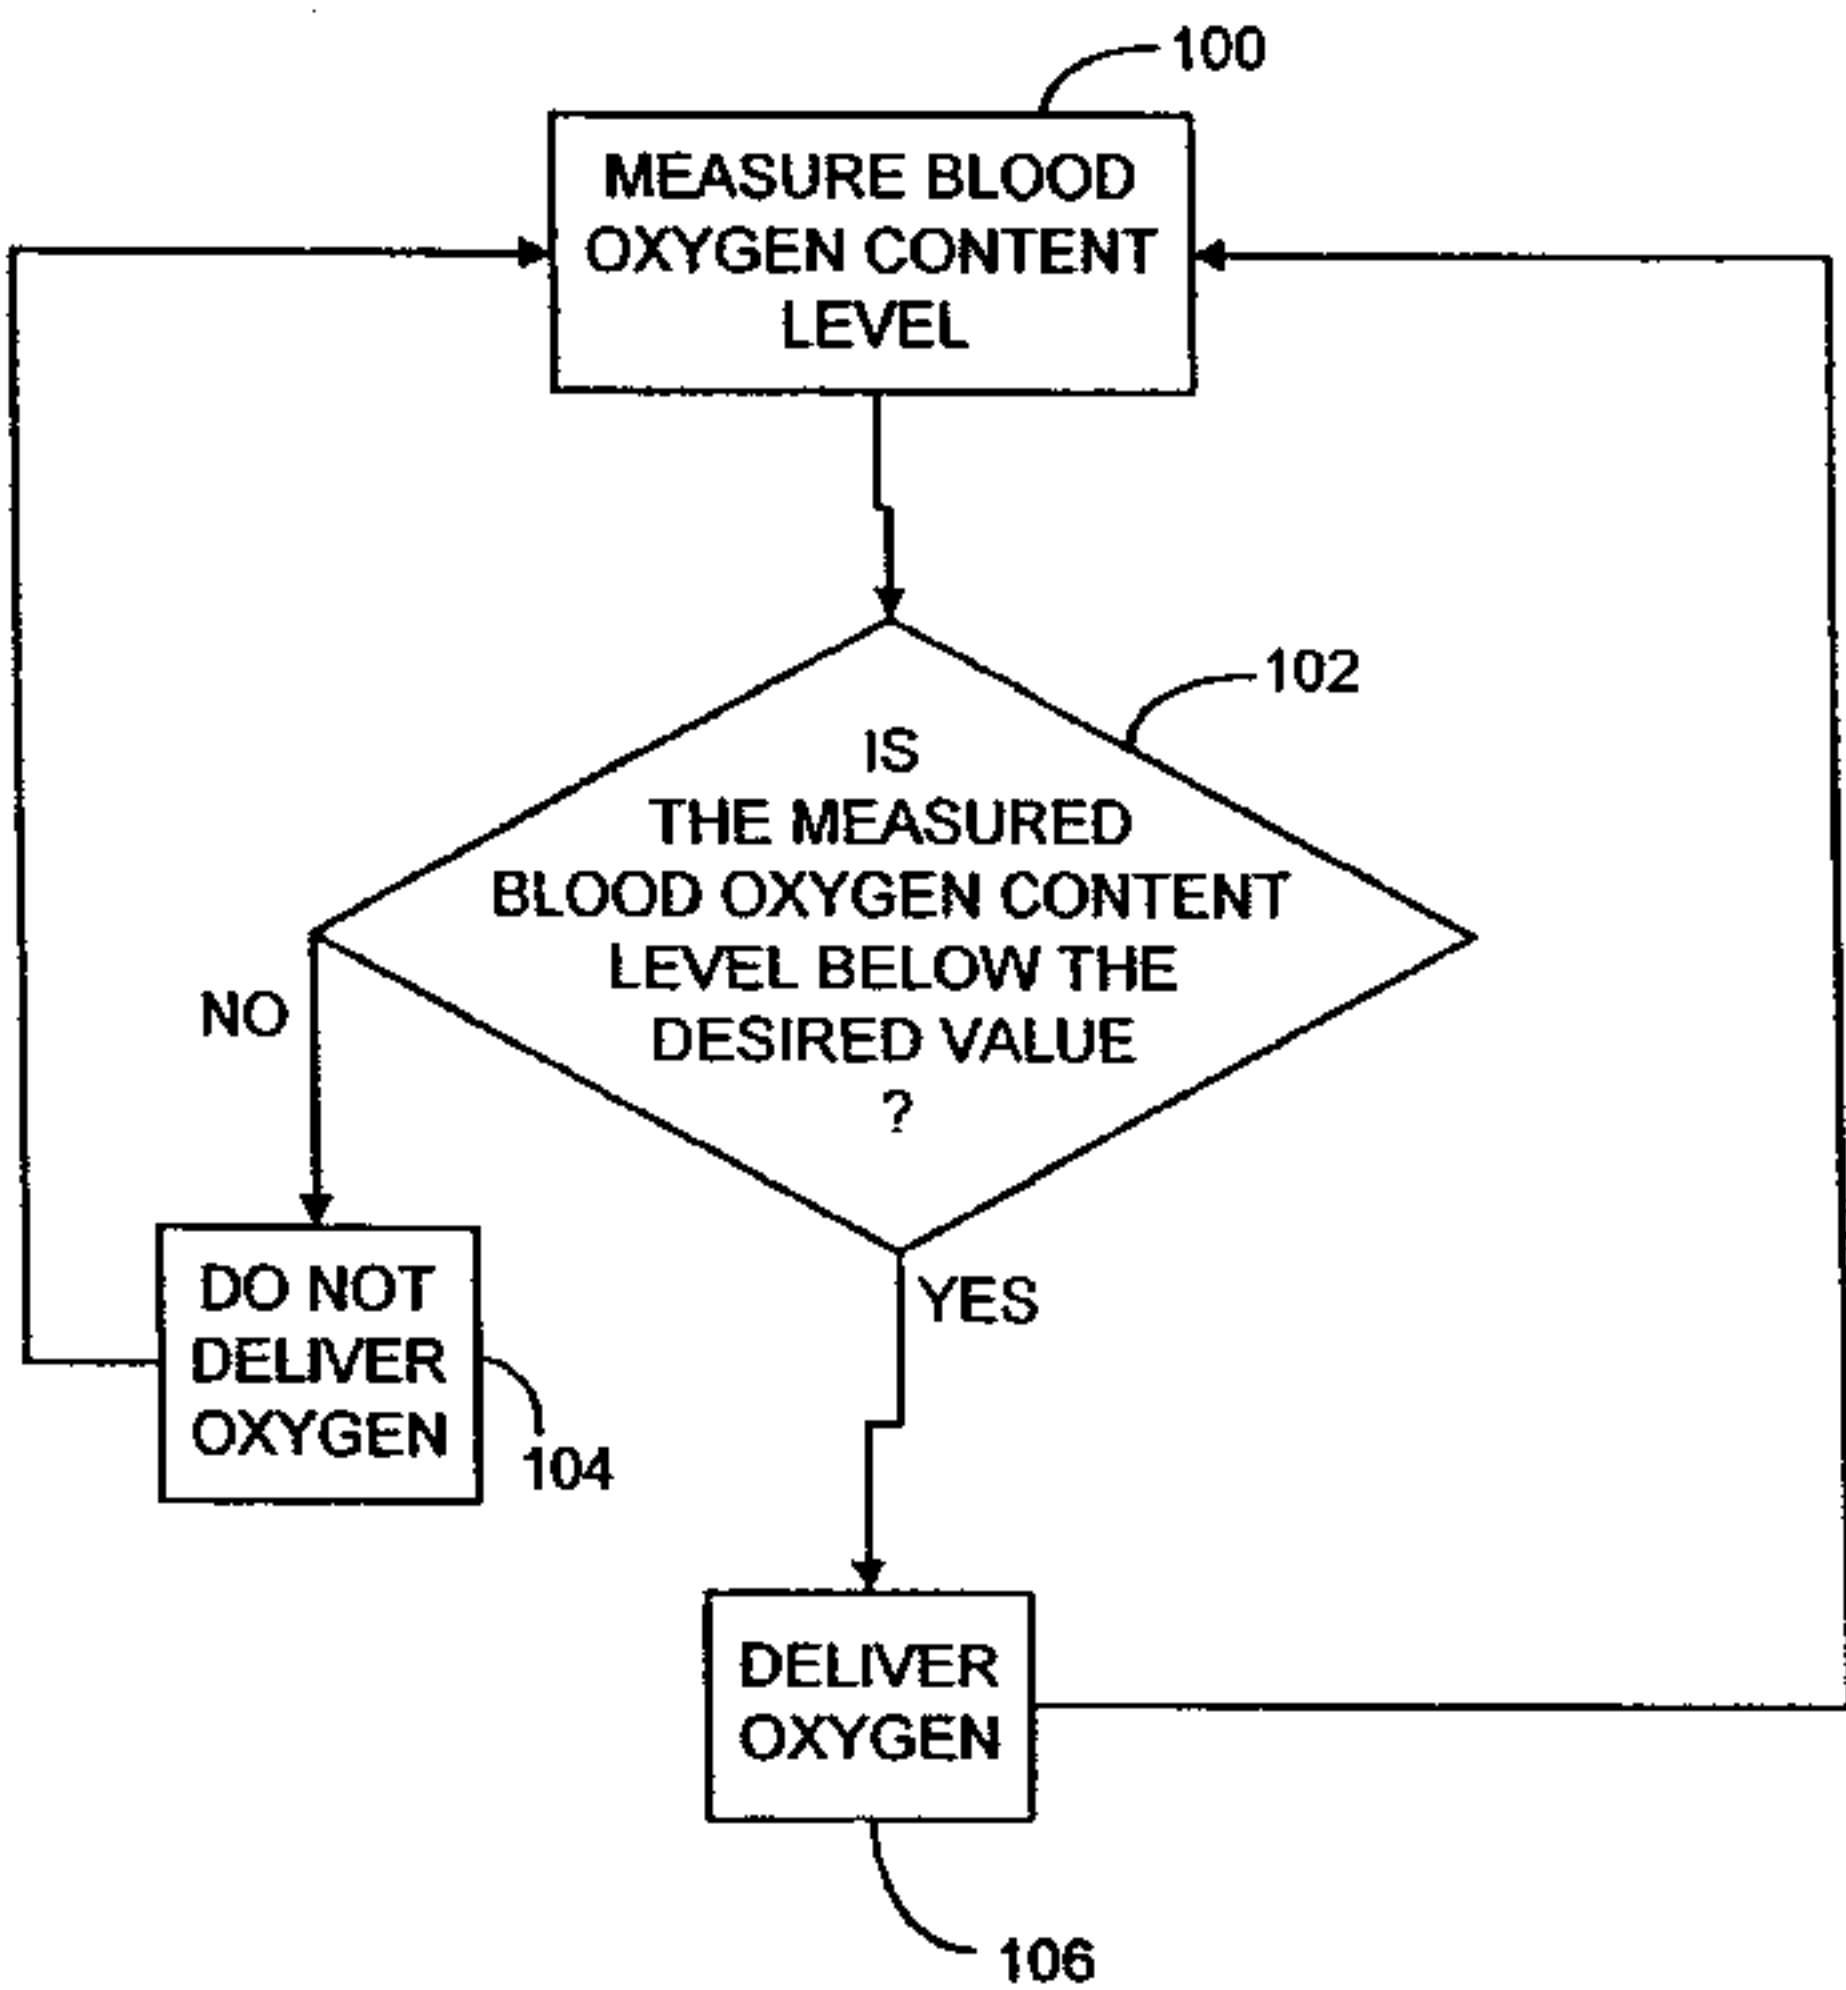 100
MEASURE BLOOD
OXYGEN CONTENT
LEVEL
102
IS
THE MEASURED
BLOOD OXYGEN CONTENT
LEVEL BELOW THE
DESIRED VALUE
?
NO
YES
DO NOT
DELIVER
OXYGEN
104
DELIVER
OXYGEN
106